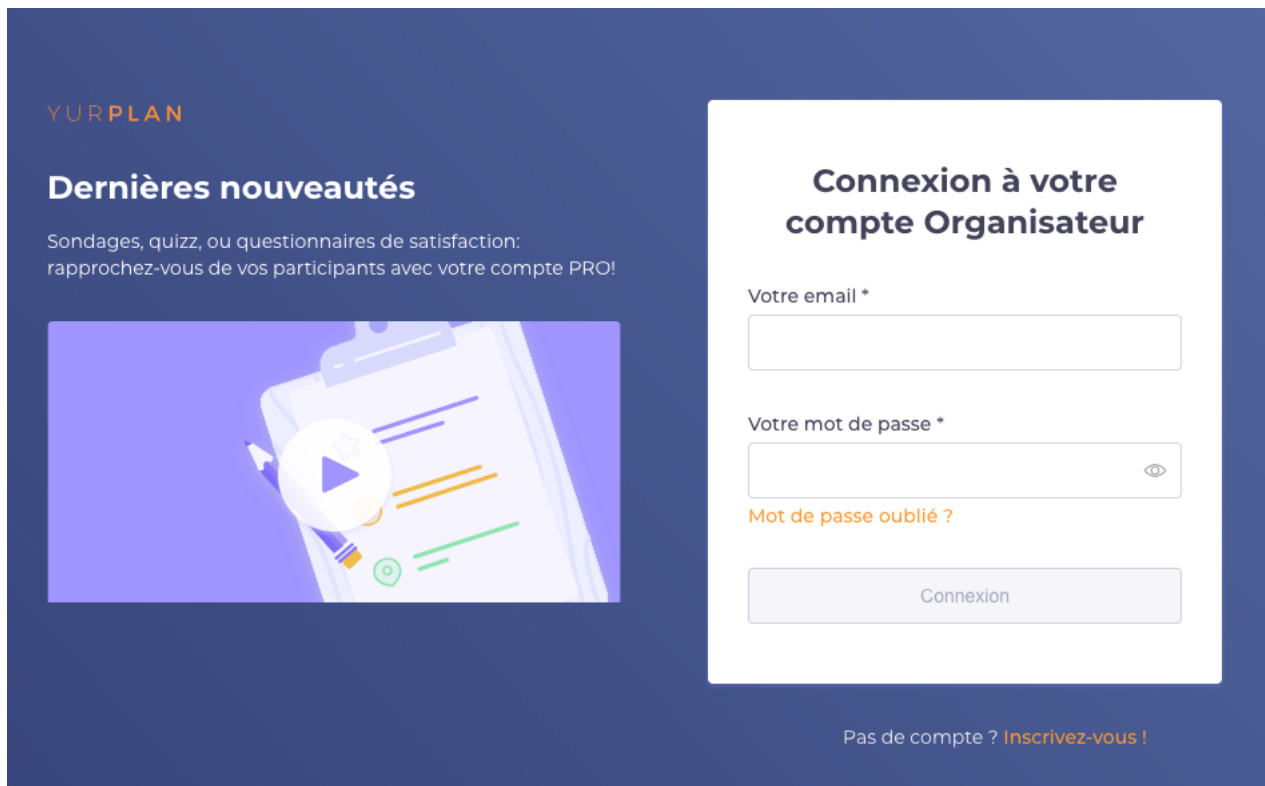 YURPLAN
Dernières nouveautés
Sondages, quizz, ou questionnaires de satisfaction:
rapprochez-vous de vos participants avec votre compte PRO!
Connexion à votre
compte Organisateur
Votre email *
Votre mot de passe *
Mot de passe oublié ?
Connexion
Pas de compte ? Inscrivez-vous !